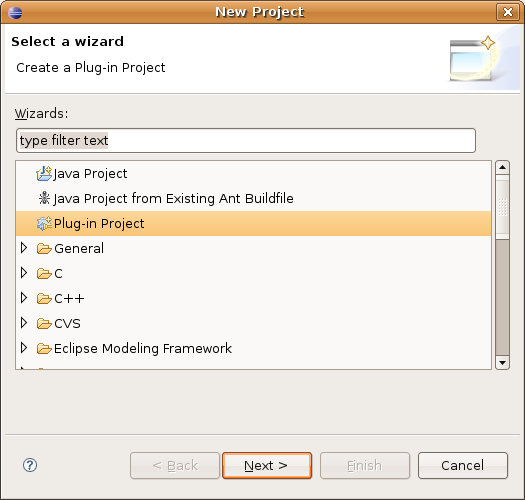 New Project
Select a wizard
Create a Plug-in Project
Wizards:
type filter text
Java Project
Java Project from Existing Ant Buildfile
Plug-in Project
General
C
C++
CVS
Eclipse Modeling Framework
?
< Back
Next >
Finish
Cancel